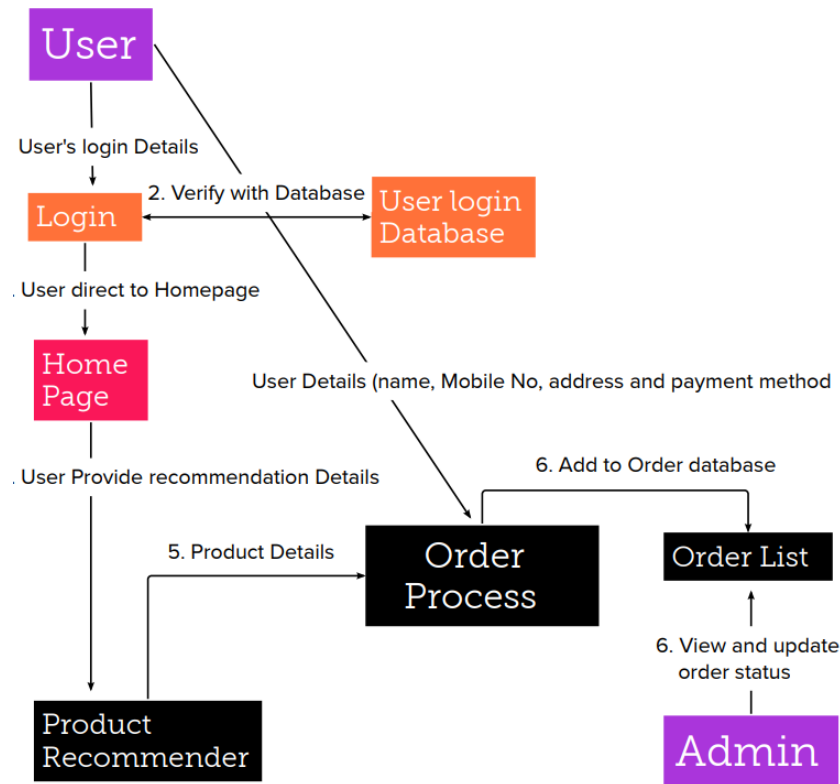 User
User's login Details
2. Verify with Database
Login
User login
Database
. User direct to Homepage
Home
Page
User Details (name, Mobile No, address and payment method
. User Provide recommendation Details
6. Add to Order database
5. Product Details
Order
Process
Order List
6. View and update
order status
Product
Recommender
Admin